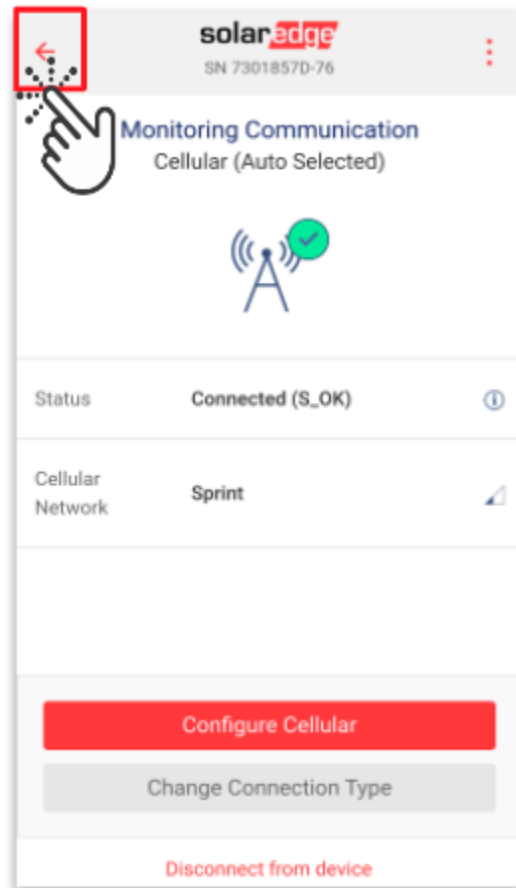 solaredge
SN 7301857D-76
Monitoring Communication
Cellular (Auto Selected)
Status Connected (S_OK)
Cellular
Network Sprint
Configure Cellular
Change Connection Type
Disconnect from device